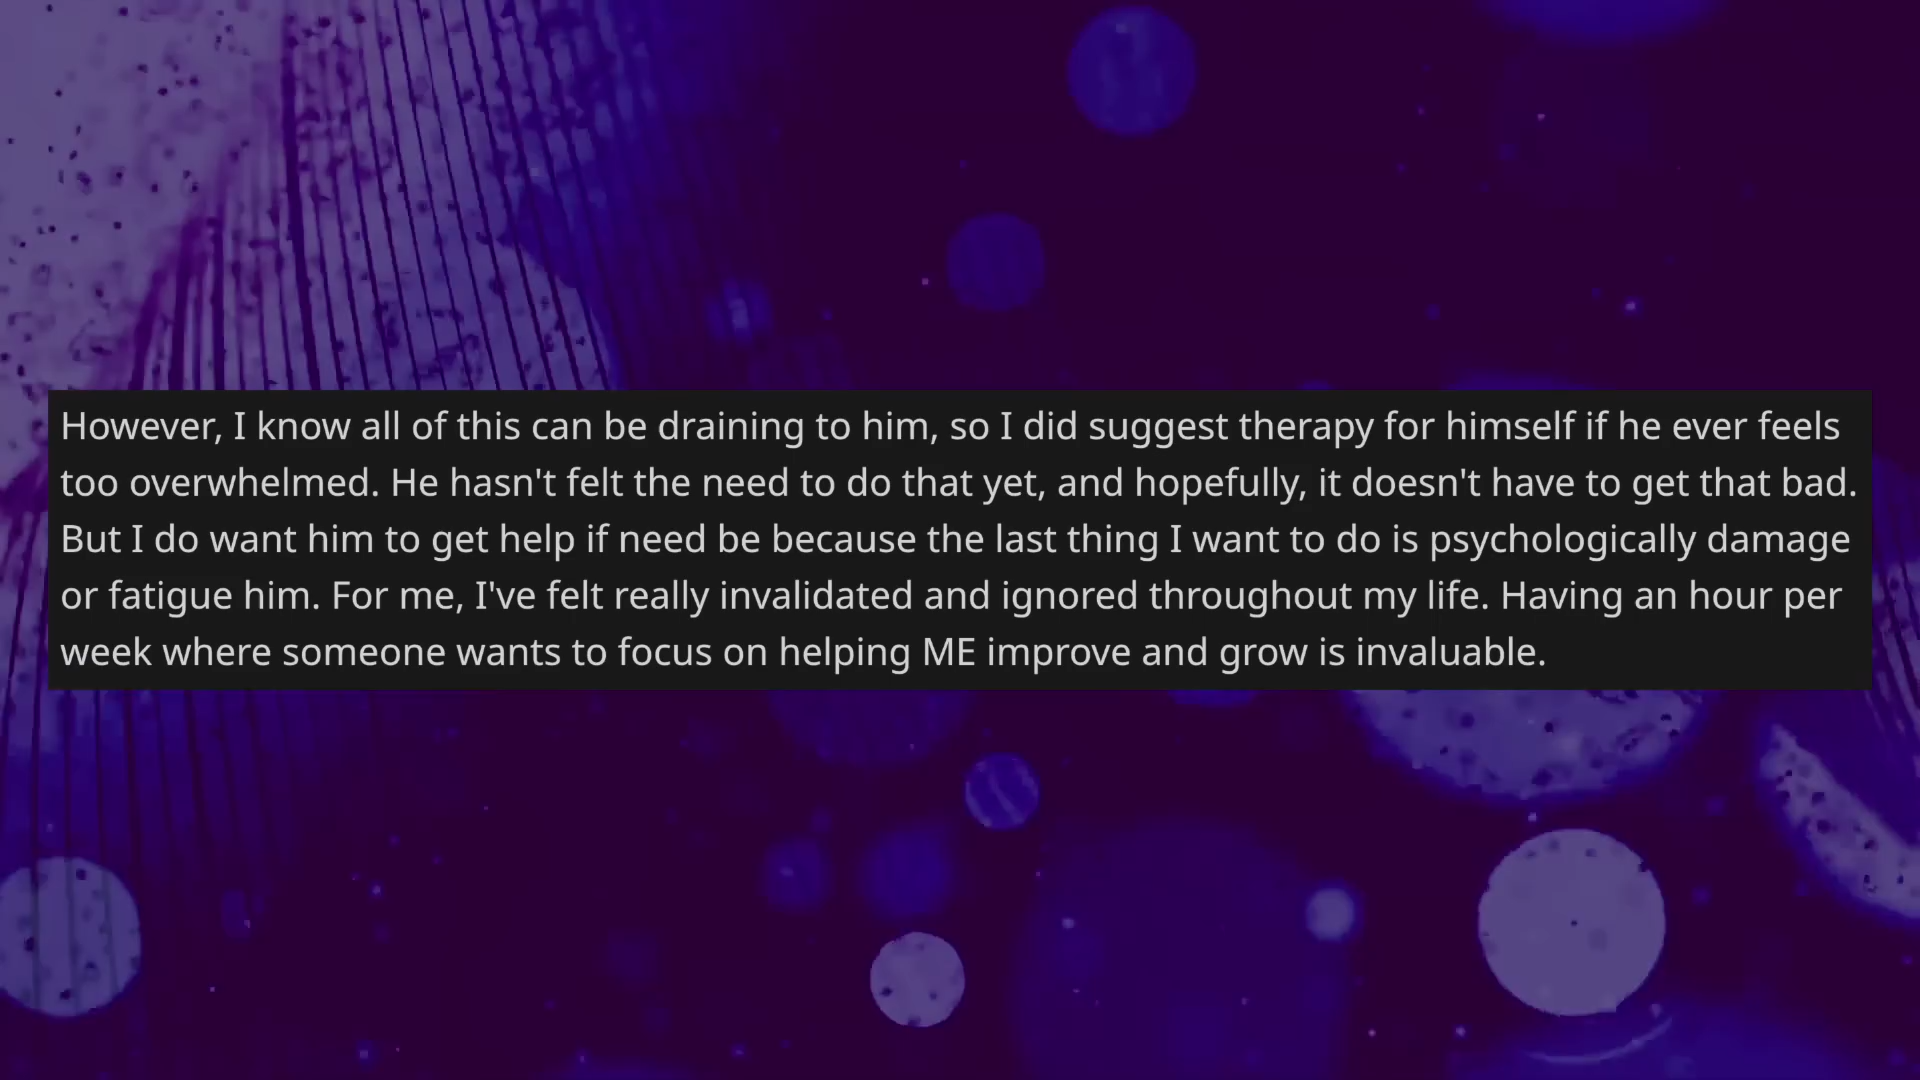 However, I know all of this can be draining to him, so I did suggest therapy for himself if he ever feels
too overwhelmed. He hasn't felt the need to do that yet, and hopefully, it doesn't have to get that bad.
But I do want him to get help if need be because the last thing I want to do is psychologically damage
or fatigue him. For me, I've felt really invalidated and ignored throughout my life. Having an hour per
week where someone wants to focus on helping ME improve and grow is invaluable.